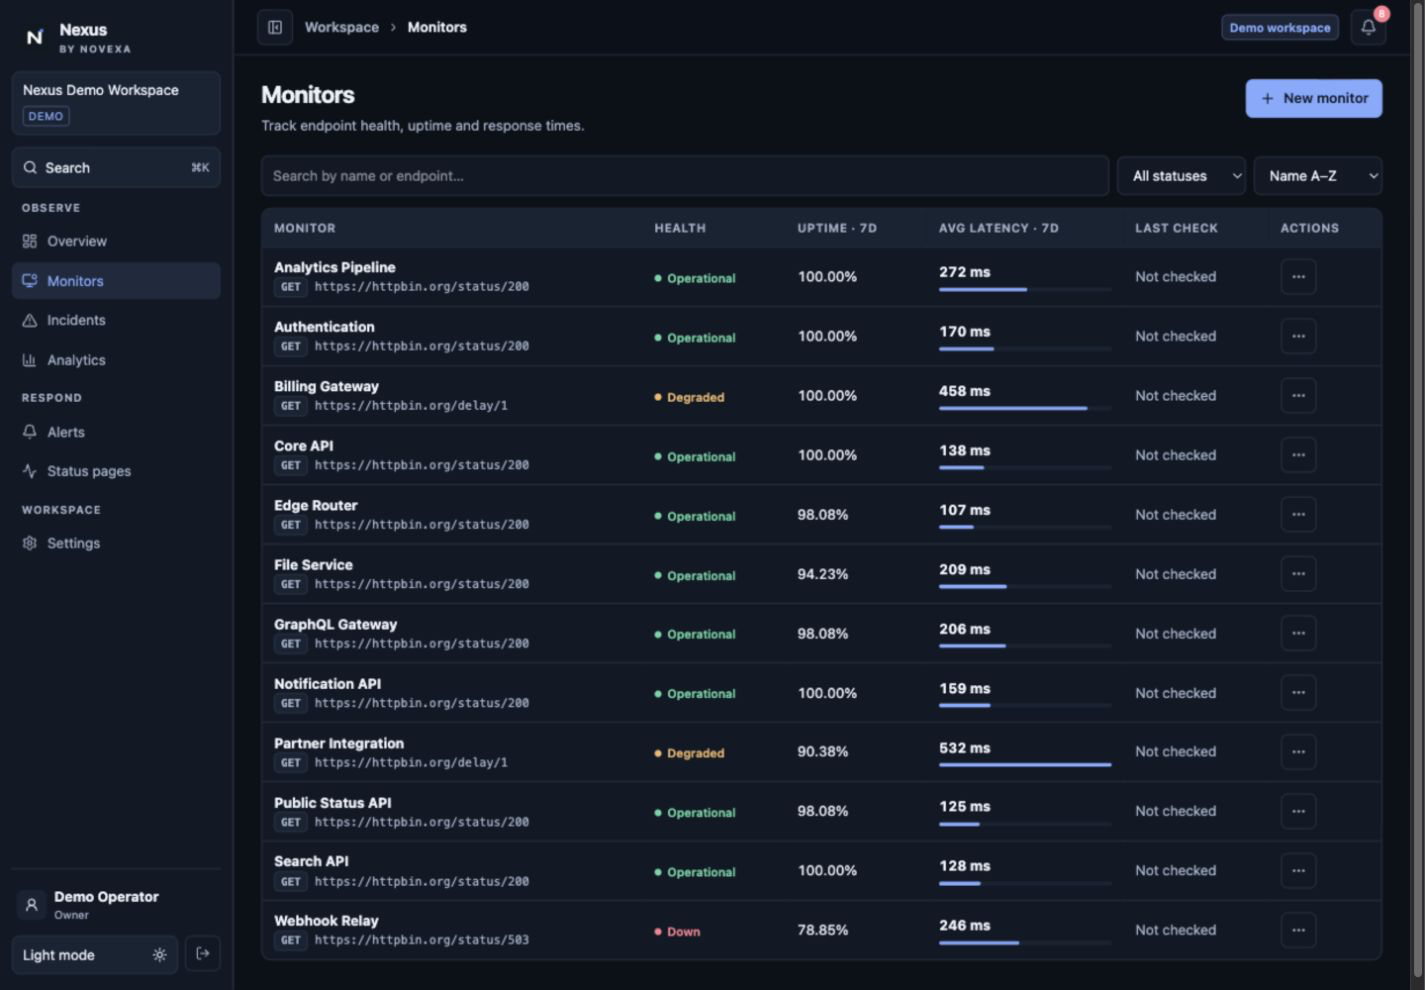 Nexus
BY NOVEXA
Nexus Demo Workspace
DEMO
Search ⌘K
OBSERVE
Overview
Monitors
Incidents
Analytics
RESPOND
Alerts
Status pages
WORKSPACE
Settings
Demo Operator
Owner
Light mode
Workspace › Monitors
Demo workspace
8
Monitors
Track endpoint health, uptime and response times.
+ New monitor
Search by name or endpoint...
All statuses
Name A–Z
MONITOR HEALTH UPTIME · 7D AVG LATENCY · 7D LAST CHECK ACTIONS
Analytics Pipeline
GET https://httpbin.org/status/200 Operational 100.00% 272 ms Not checked
Authentication
GET https://httpbin.org/status/200 Operational 100.00% 170 ms Not checked
Billing Gateway
GET https://httpbin.org/delay/1 Degraded 100.00% 458 ms Not checked
Core API
GET https://httpbin.org/status/200 Operational 100.00% 138 ms Not checked
Edge Router
GET https://httpbin.org/status/200 Operational 98.08% 107 ms Not checked
File Service
GET https://httpbin.org/status/200 Operational 94.23% 209 ms Not checked
GraphQL Gateway
GET https://httpbin.org/status/200 Operational 98.08% 206 ms Not checked
Notification API
GET https://httpbin.org/status/200 Operational 100.00% 159 ms Not checked
Partner Integration
GET https://httpbin.org/delay/1 Degraded 90.38% 532 ms Not checked
Public Status API
GET https://httpbin.org/status/200 Operational 98.08% 125 ms Not checked
Search API
GET https://httpbin.org/status/200 Operational 100.00% 128 ms Not checked
Webhook Relay
GET https://httpbin.org/status/503 Down 78.85% 246 ms Not checked